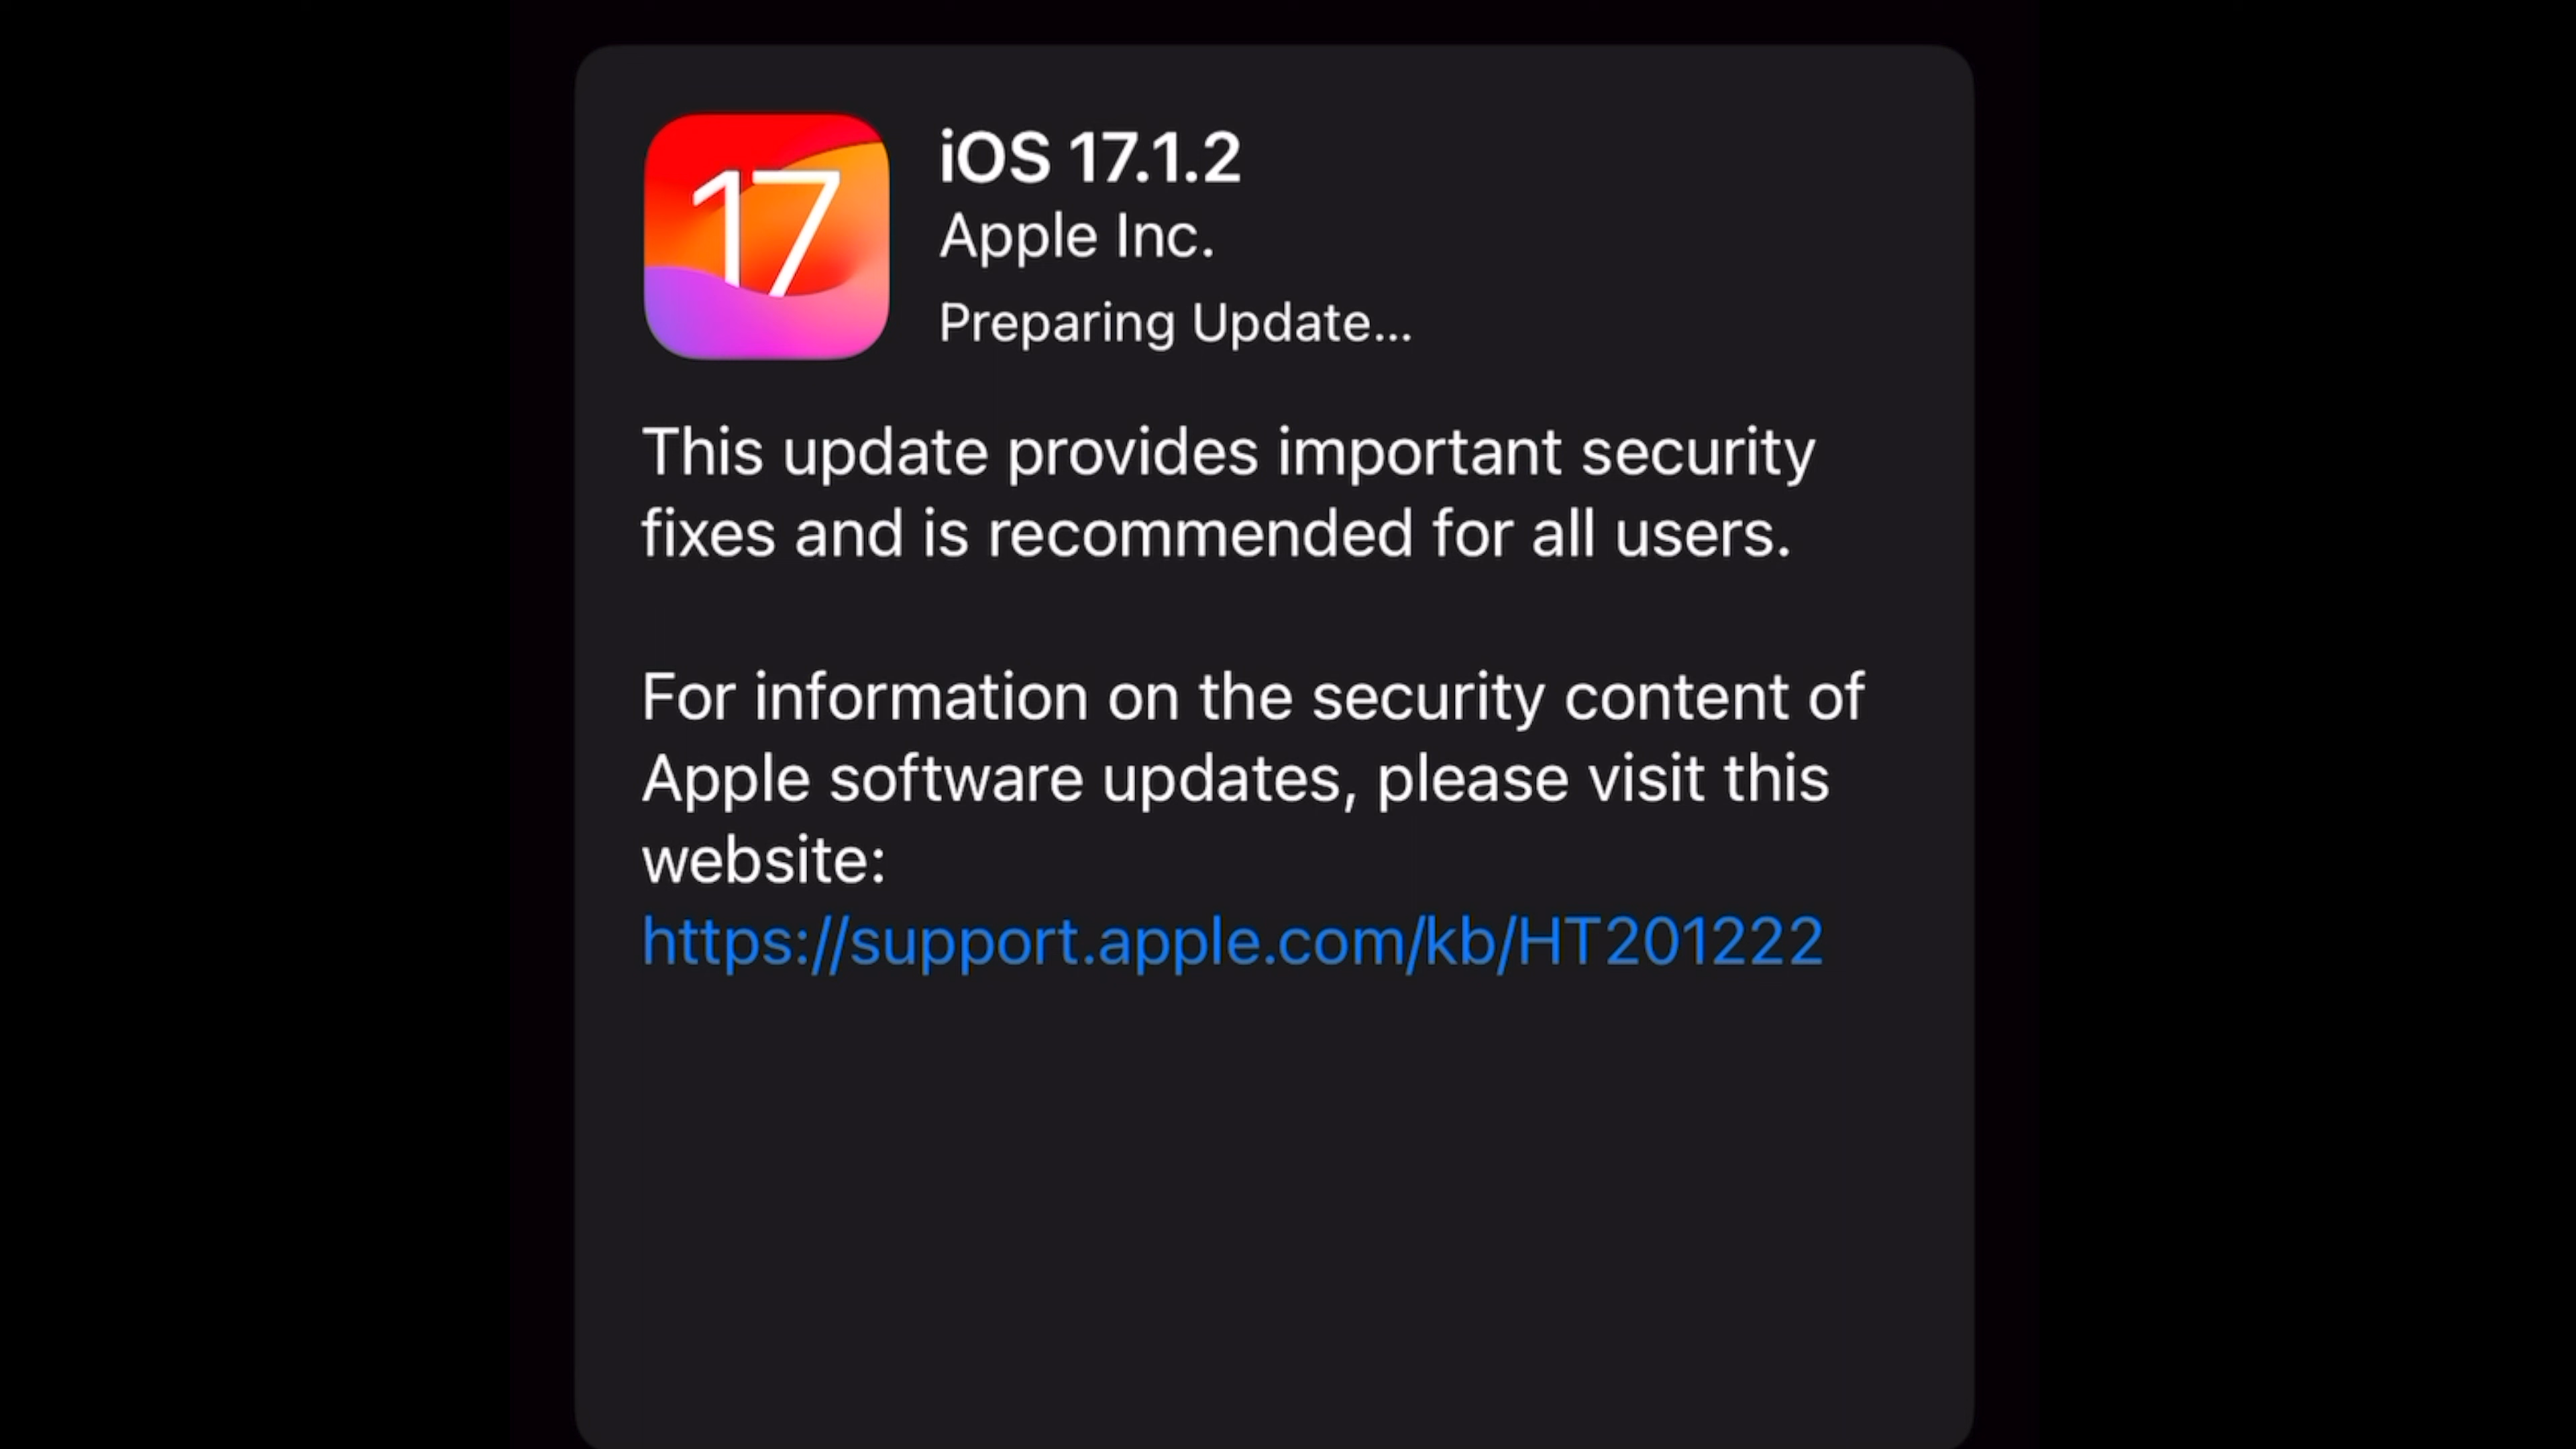 17
iOS 17.1.2
Apple Inc.
Preparing Update...
This update provides important security
fixes and is recommended for all users.
For information on the security content of
Apple software updates, please visit this
website:
https://support.apple.com/kb/HT201222